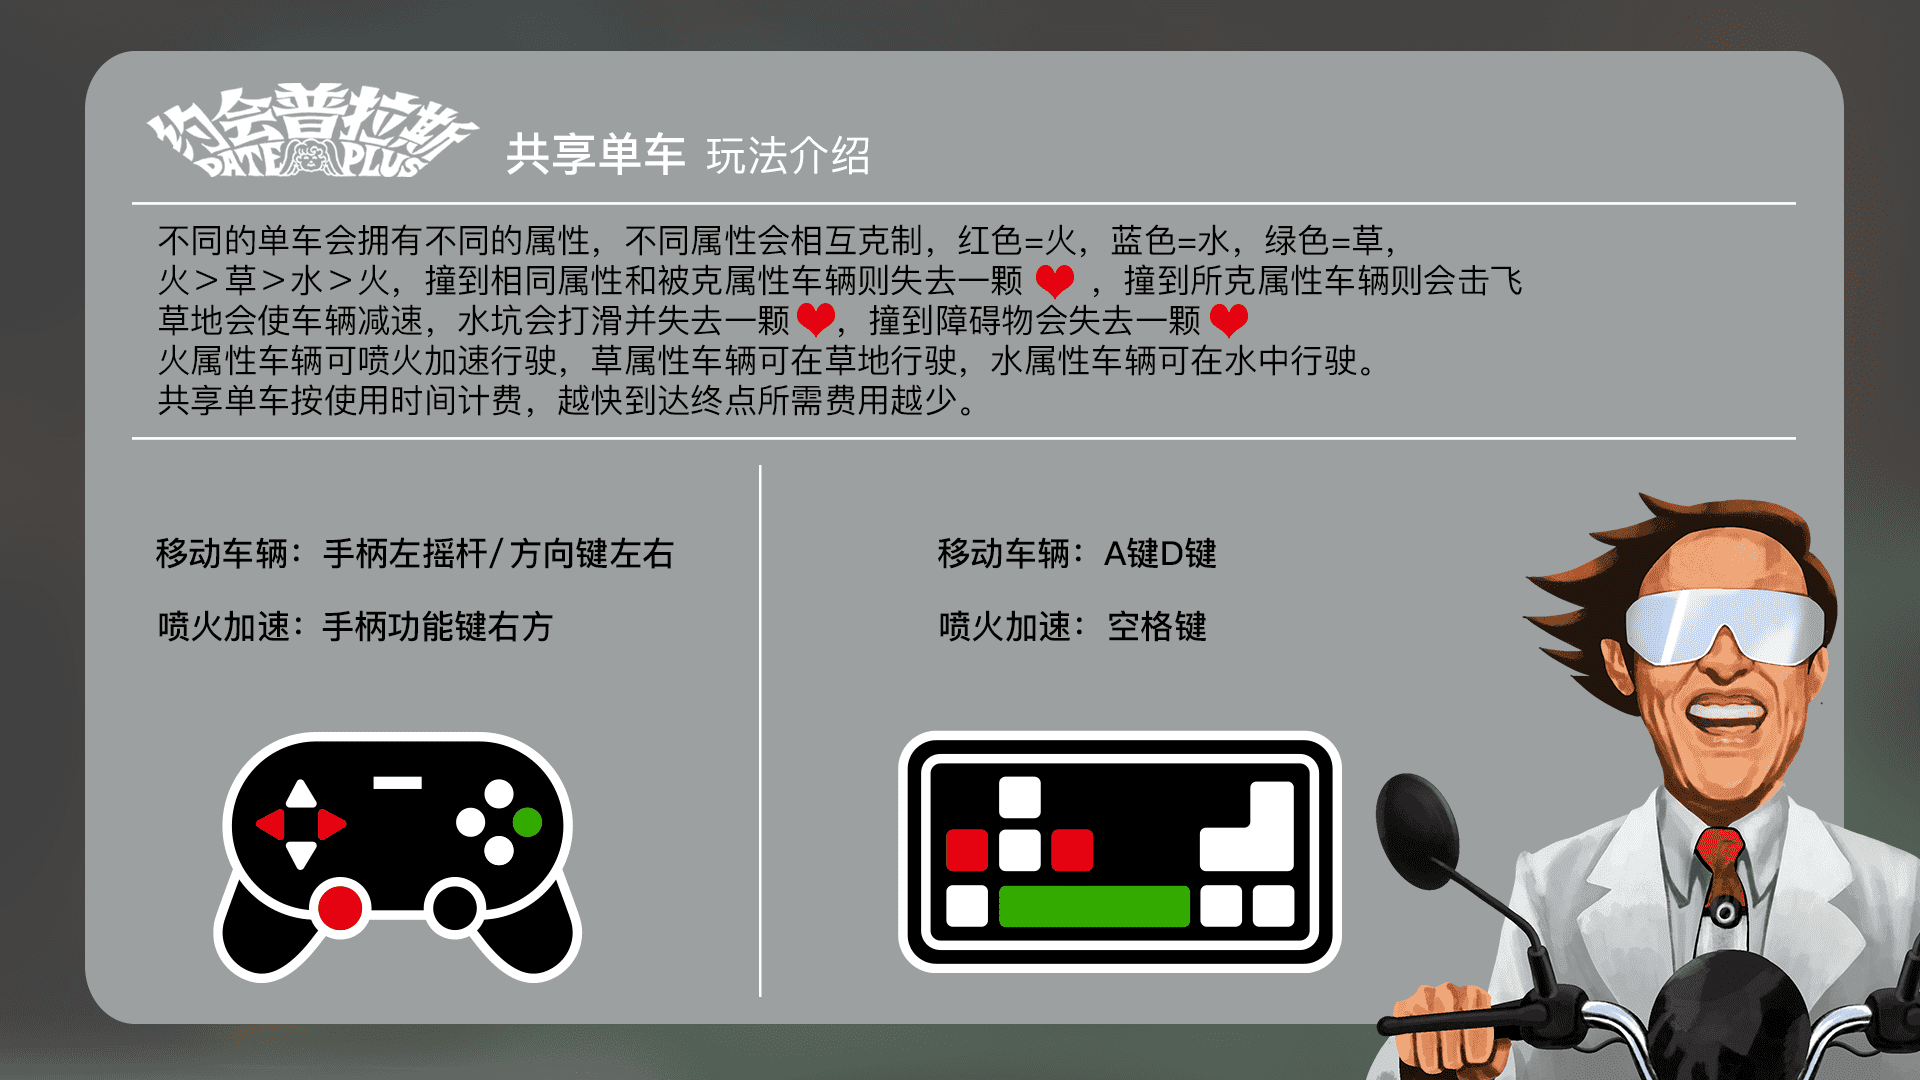 约会普拉斯
DATE PLUS
共享单车 玩法介绍
不同的单车会拥有不同的属性，不同属性会相互克制，红色=火，蓝色=水，绿色=草，
火＞草＞水＞火，撞到相同属性和被克属性车辆则失去一颗 ，撞到所克属性车辆则会击飞
草地会使车辆减速，水坑会打滑并失去一颗 ，撞到障碍物会失去一颗
火属性车辆可喷火加速行驶，草属性车辆可在草地行驶，水属性车辆可在水中行驶。
共享单车按使用时间计费，越快到达终点所需费用越少。
移动车辆：手柄左摇杆/方向键左右
喷火加速：手柄功能键右方
移动车辆：A键D键
喷火加速：空格键